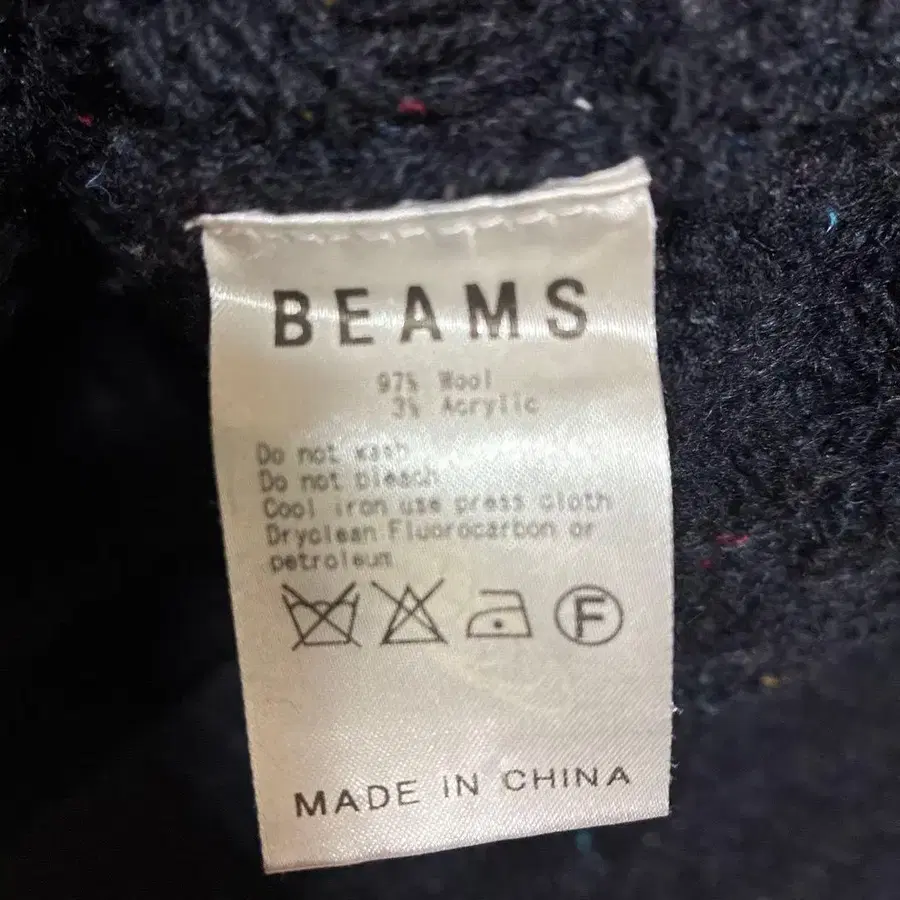 BEAMS
97% Wool
3% Acrylic
Do not wash
Do not bleach
Cool iron use press cloth
Dryclean Fluorocarbon or
petroleum
F
MADE IN CHINA